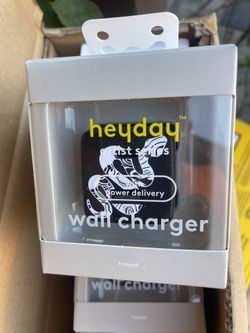 heyday™
artist series
power delivery
wall charger
1 count
wall charger
1 count